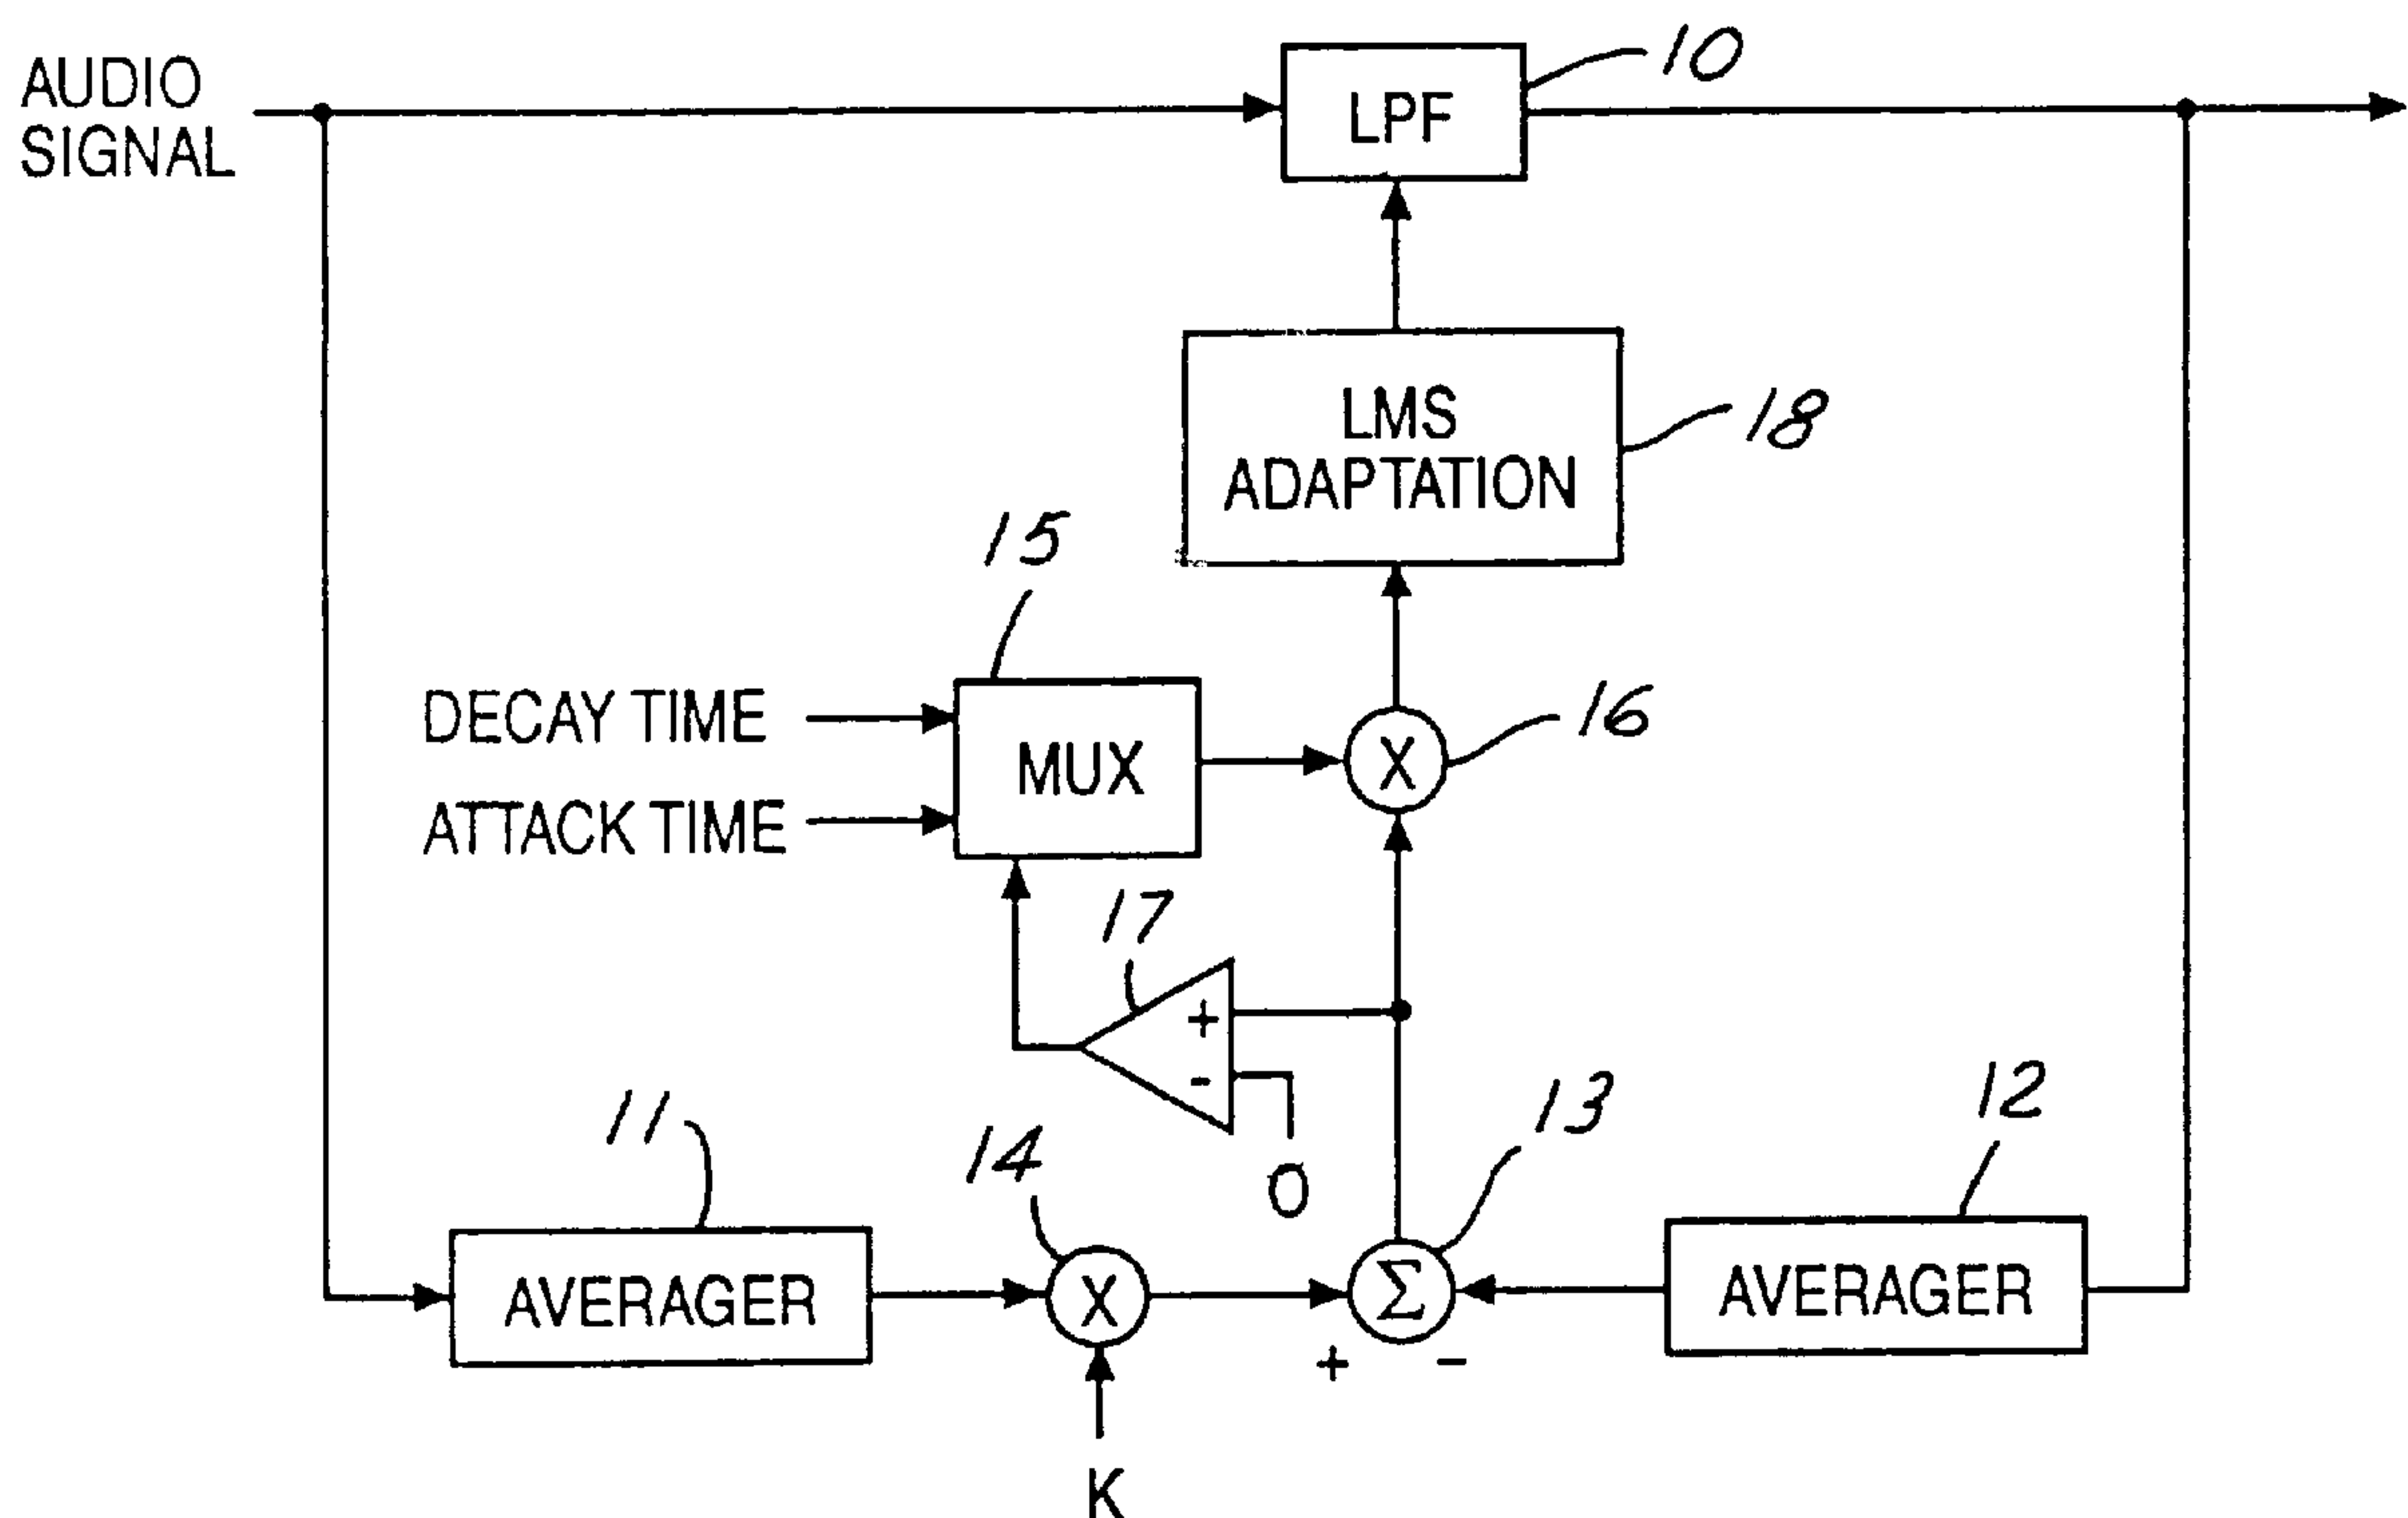 AUDIO
SIGNAL
LPF
10
LMS
ADAPTATION
18
15
DECAY TIME
ATTACK TIME
MUX
X
16
17
+
-
0
11
AVERAGER
14
X
K
13
Σ
+
-
12
AVERAGER